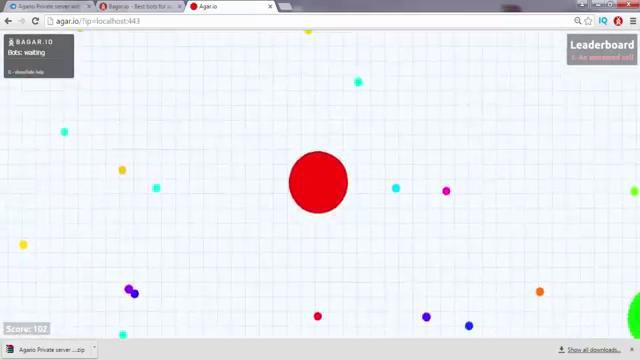 Agario Private server wit
Bagar.io - Best bots for a
Agar.io
agar.io/?ip=localhost:443
BAGAR.IO
Bots: waiting
Leaderboard
1. An unnamed cell
Score: 102
Agario Private server ....zip
Show all downloads...